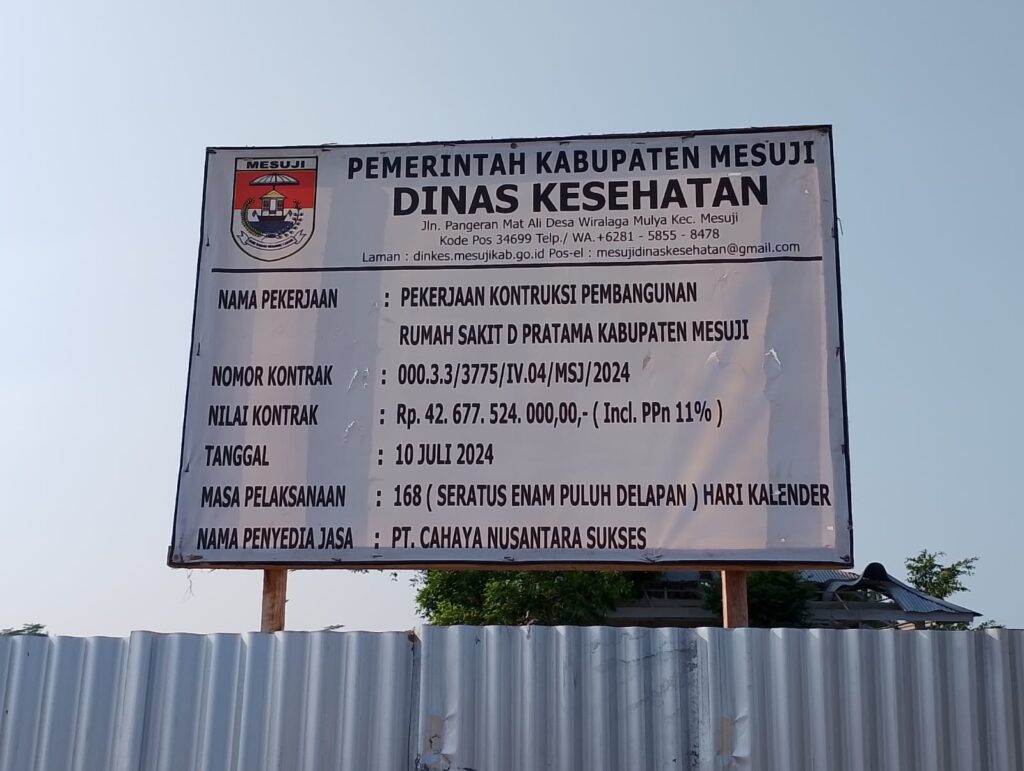 MESUJI
PEMERINTAH KABUPATEN MESUJI
DINAS KESEHATAN
Jln. Pangeran Mat Ali Desa Wiralaga Mulya Kec. Mesuji
Kode Pos 34699 Telp./ WA.+6281 - 5855 - 8478
Laman : dinkes.mesujikab.go.id Pos-el : mesujidinaskesehatan@gmail.com
NAMA PEKERJAAN : PEKERJAAN KONTRUKSI PEMBANGUNAN
RUMAH SAKIT D PRATAMA KABUPATEN MESUJI
NOMOR KONTRAK : 000.3.3/3775/IV.04/MSJ/2024
NILAI KONTRAK : Rp. 42. 677. 524. 000,00,- ( Incl. PPn 11% )
TANGGAL : 10 JULI 2024
MASA PELAKSANAAN : 168 ( SERATUS ENAM PULUH DELAPAN ) HARI KALENDER
NAMA PENYEDIA JASA : PT. CAHAYA NUSANTARA SUKSES